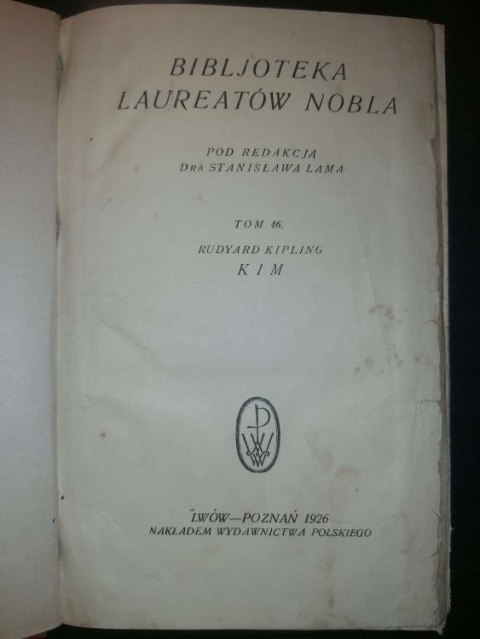 BIBLJOTEKA
LAUREATÓW NOBLA
POD REDAKCJĄ
DRA STANISŁAWA LAMA
TOM 46.
RUDYARD KIPLING
KIM
LWÓW—POZNAŃ 1926
NAKŁADEM WYDAWNICTWA POLSKIEGO